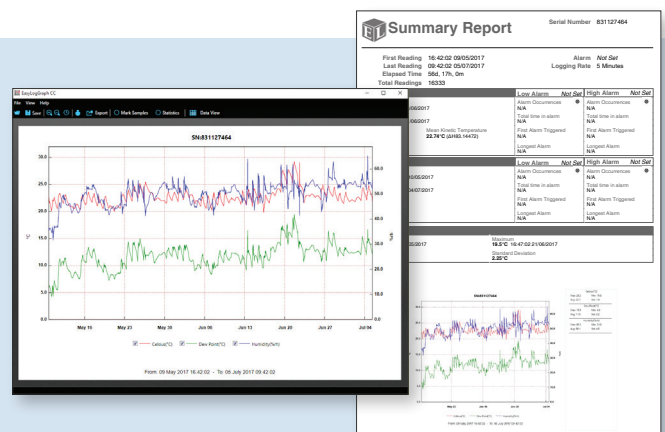 EL Summary Report
Serial Number 831127464
First Reading 16:42:02 09/05/2017
Last Reading 09:42:02 05/07/2017
Elapsed Time 56d, 17h, 0m
Total Readings 16333
Alarm Not Set
Logging Rate 5 Minutes
EasyLogGraph CC
File View Help
Save Export Mark Samples Statistics Data View
SN:831127464
30.0
25.0
20.0
15.0
10.0
5.0
0.0
°C
60.0
50.0
40.0
30.0
20.0
10.0
0.0
%rh
May 16 May 23 May 30 Jun 06 Jun 13 Jun 20 Jun 27 Jul 04
Celsius(°C) Dew Point(°C) Humidity(%rh)
From: 09 May 2017 16:42:02 - To: 05 July 2017 09:42:02
Low Alarm Not Set High Alarm Not Set
/06/2017
/06/2017
Mean Kinetic Temperature
22.74°C (ΔH83.14472)
Alarm Occurrences
N/A
Total time in alarm
N/A
First Alarm Triggered
N/A
Longest Alarm
N/A
Alarm Occurrences
N/A
Total time in alarm
N/A
First Alarm Triggered
N/A
Longest Alarm
N/A
Low Alarm Not Set High Alarm Not Set
/05/2017
04/07/2017
Alarm Occurrences
N/A
Total time in alarm
N/A
First Alarm Triggered
N/A
Longest Alarm
N/A
Alarm Occurrences
N/A
Total time in alarm
N/A
First Alarm Triggered
N/A
Longest Alarm
N/A
05/2017
Maximum
19.5°C 16:47:02 21/06/2017
Standard Deviation
2.25°C
SN:831127464